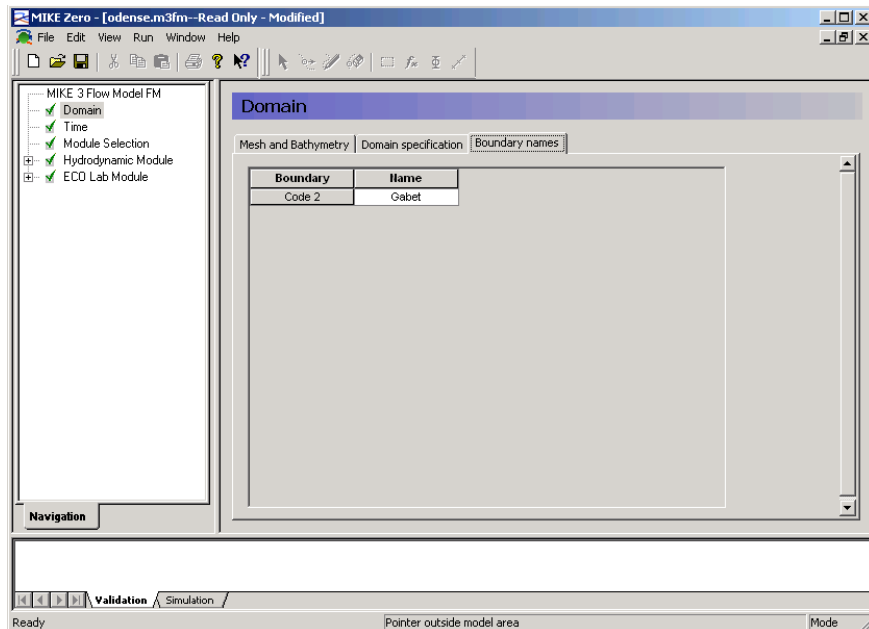 MIKE Zero - [odense.m3fm--Read Only - Modified]
File Edit View Run Window Help
MIKE 3 Flow Model FM
Domain
Time
Module Selection
Hydrodynamic Module
ECO Lab Module
Navigation
Domain
Mesh and Bathymetry Domain specification Boundary names
Boundary Name
Code 2 Gabet
Validation Simulation
Ready Pointer outside model area Mode